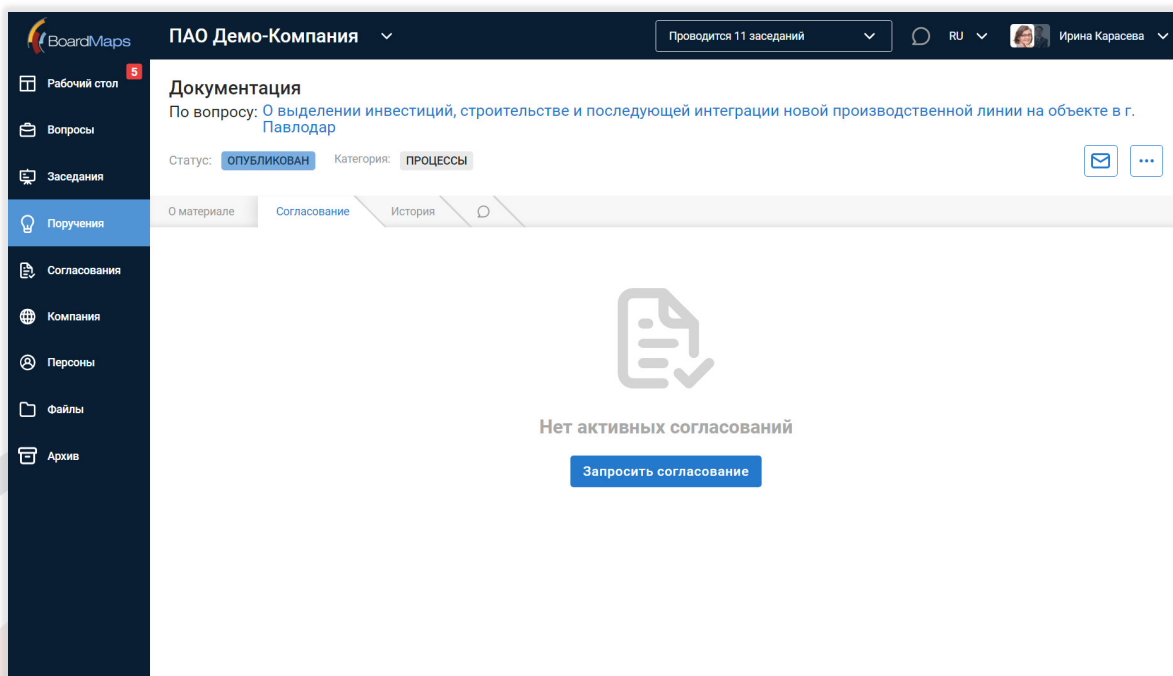 BoardMaps
ПАО Демо-Компания
Проводится 11 заседаний
RU
Ирина Карасева
Рабочий стол
5
Вопросы
Заседания
Поручения
Согласования
Компания
Персоны
Файлы
Архив
Документация
По вопросу: О выделении инвестиций, строительстве и последующей интеграции новой производственной линии на объекте в г.
Павлодар
Статус: ОПУБЛИКОВАН Категория: ПРОЦЕССЫ
О материале Согласование История
Нет активных согласований
Запросить согласование